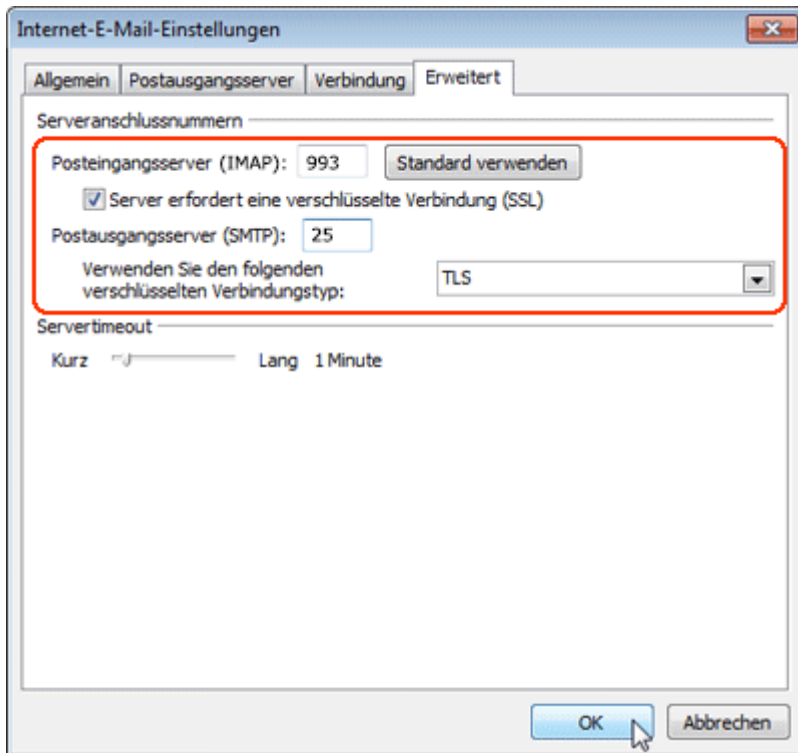 Internet-E-Mail-Einstellungen
Allgemein Postausgangsserver Verbindung Erweitert
Serveranschlussnummern
Posteingangsserver (IMAP): 993 Standard verwenden
Server erfordert eine verschlüsselte Verbindung (SSL)
Postausgangsserver (SMTP): 25
Verwenden Sie den folgenden
verschlüsselten Verbindungstyp: TLS
Servertimeout
Kurz Lang 1 Minute
OK Abbrechen